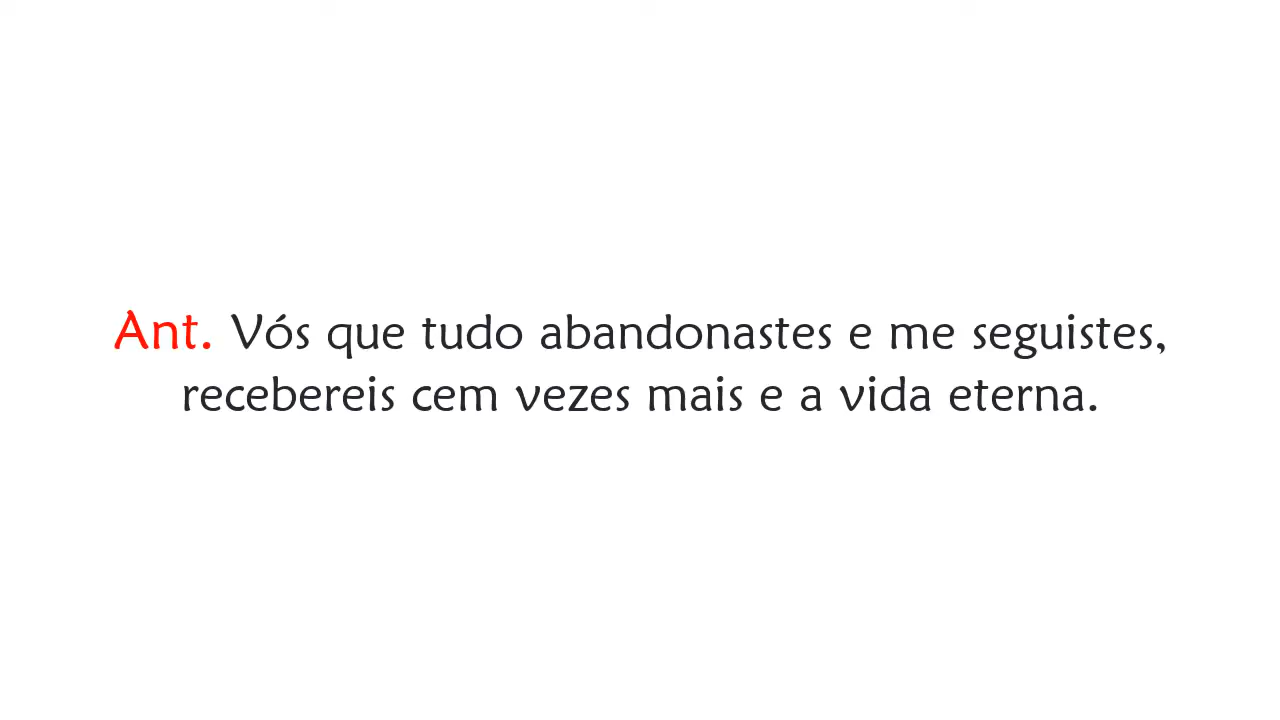 Ant. Vós que tudo abandonastes e me seguistes,
recebereis cem vezes mais e a vida eterna.